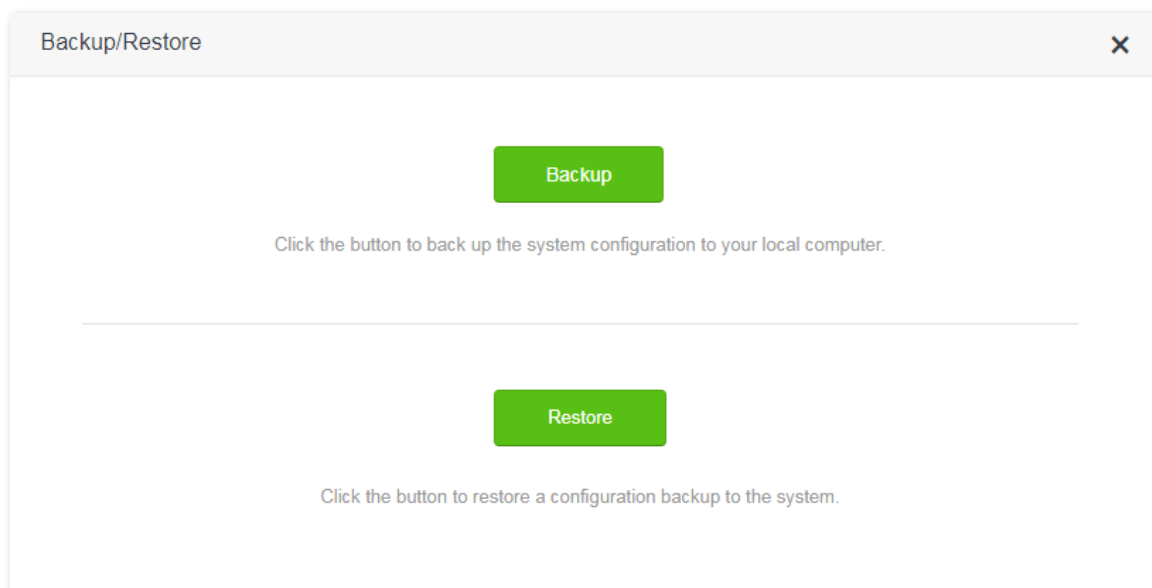 Backup/Restore
Backup
Click the button to back up the system configuration to your local computer.
Restore
Click the button to restore a configuration backup to the system.